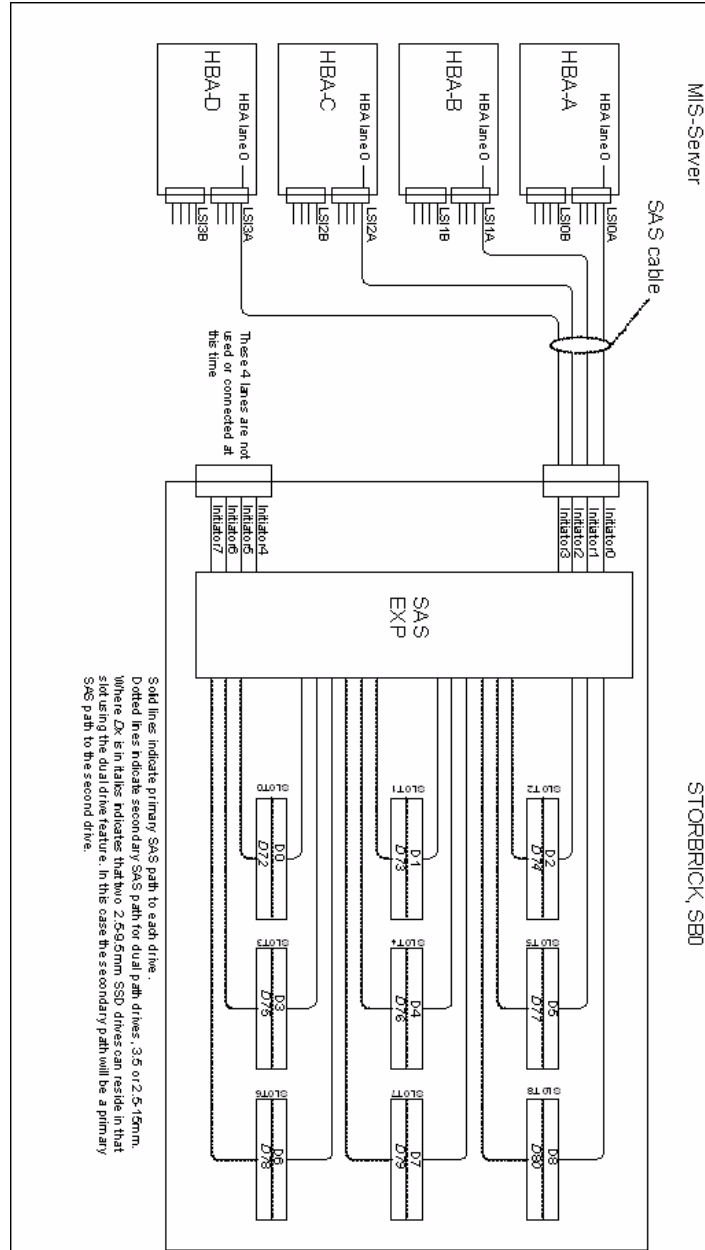 MIS-Server
STORBRICK, SB0
SAS cable
HBA-A
HBA lane 0
LSI0A
LSI0B
HBA-B
HBA lane 0
LSI1A
LSI1B
HBA-C
HBA lane 0
LSI2A
LSI2B
HBA-D
HBA lane 0
LSI3A
LSI3B
These 4 lanes are not
used or connected at
this time
Initiator0
Initiator1
Initiator2
Initiator3
Initiator4
Initiator5
Initiator6
Initiator7
SAS
EXP
SLOT2
D2
D74
SLOT5
D5
D77
SLOT8
D8
D80
SLOT1
D1
D73
SLOT4
D4
D76
SLOT7
D7
D79
SLOT0
D0
D72
SLOT3
D3
D75
SLOT6
D6
D78
Solid lines indicate primary SAS path to each drive.
Dotted lines indicate secondary SAS path for dual path drives, 3.5 or 2.5-15mm.
Where Dx is in italics indicates that two 2.5-9.5mm SSD drives can reside in that
slot using the dual drive feature. In this case the secondary path will be a primary
SAS path to the second drive.